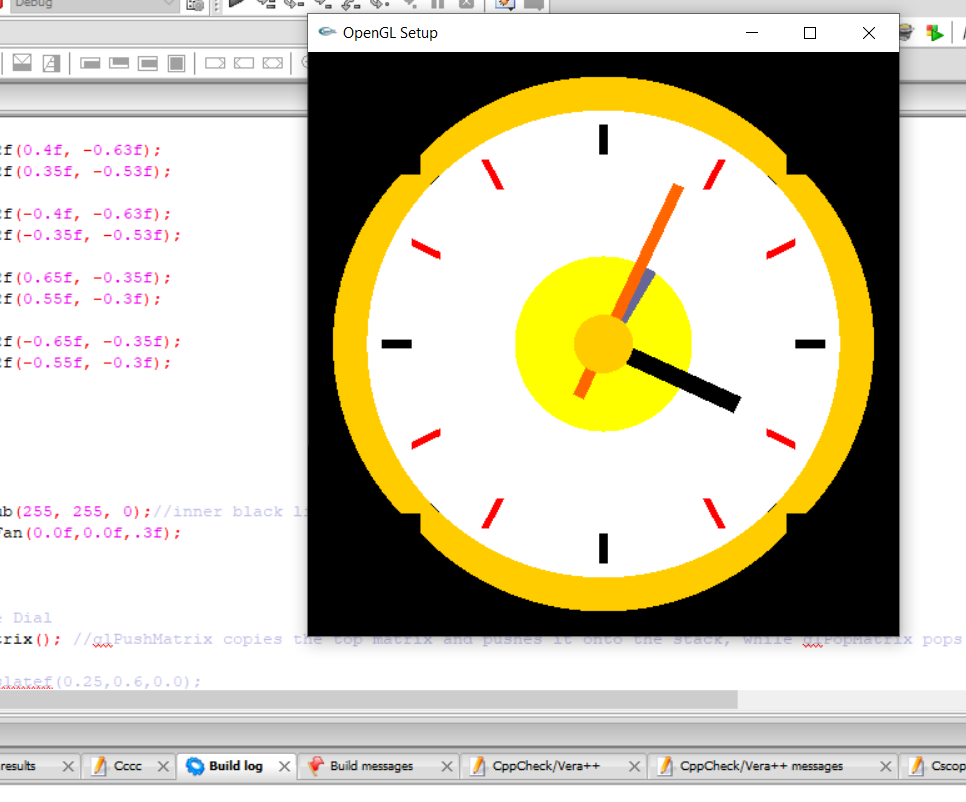 Debug
OpenGL Setup
f(0.4f, -0.63f);
f(0.35f, -0.53f);
f(-0.4f, -0.63f);
f(-0.35f, -0.53f);
f(0.65f, -0.35f);
f(0.55f, -0.3f);
f(-0.65f, -0.35f);
f(-0.55f, -0.3f);
ub(255, 255, 0);//inner black li
Fan(0.0f,0.0f,.3f);
Dial
trix(); //glPushMatrix copies the top matrix and pushes it onto the stack, while glPopMatrix pops
slatef(0.25,0.6,0.0);
results
Cccc
Build log
Build messages
CppCheck/Vera++
CppCheck/Vera++ messages
Cscop